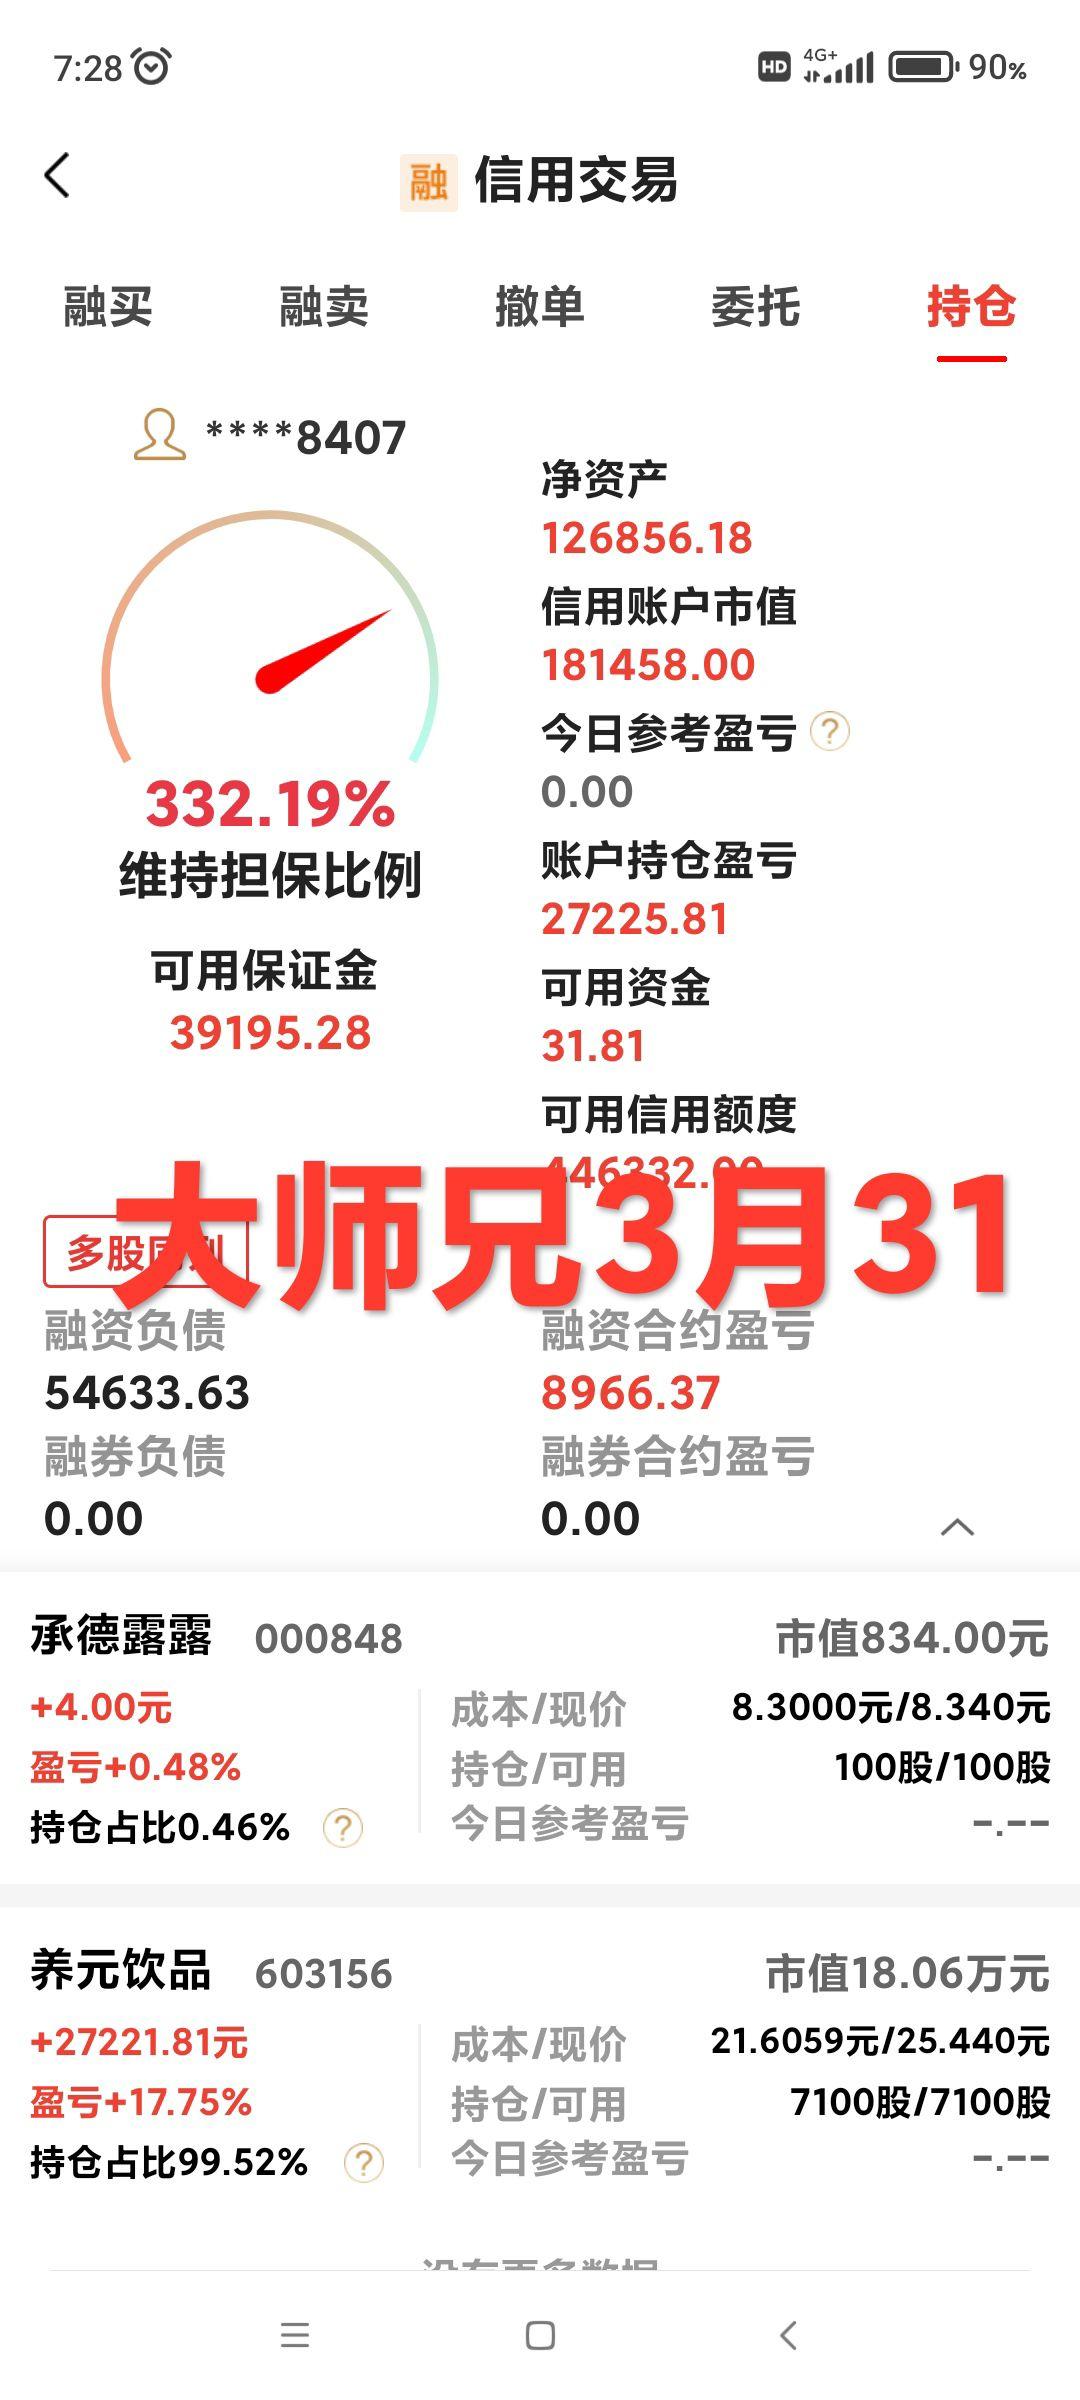 7:28
HD 4G+ 90%
融 信用交易
融买 融卖 撤单 委托 持仓
****8407
332.19%
维持担保比例
可用保证金
39195.28
净资产
126856.18
信用账户市值
181458.00
今日参考盈亏 ?
0.00
账户持仓盈亏
27225.81
可用资金
31.81
可用信用额度
446332.00
大师兄3月31
多股
融资负债 融资合约盈亏
54633.63 8966.37
融券负债 融券合约盈亏
0.00 0.00
承德露露 000848 市值834.00元
+4.00元 成本/现价 8.3000元/8.340元
盈亏+0.48% 持仓/可用 100股/100股
持仓占比0.46% ? 今日参考盈亏 -.--
养元饮品 603156 市值18.06万元
+27221.81元 成本/现价 21.6059元/25.440元
盈亏+17.75% 持仓/可用 7100股/7100股
持仓占比99.52% ? 今日参考盈亏 -.--
没有更多数据